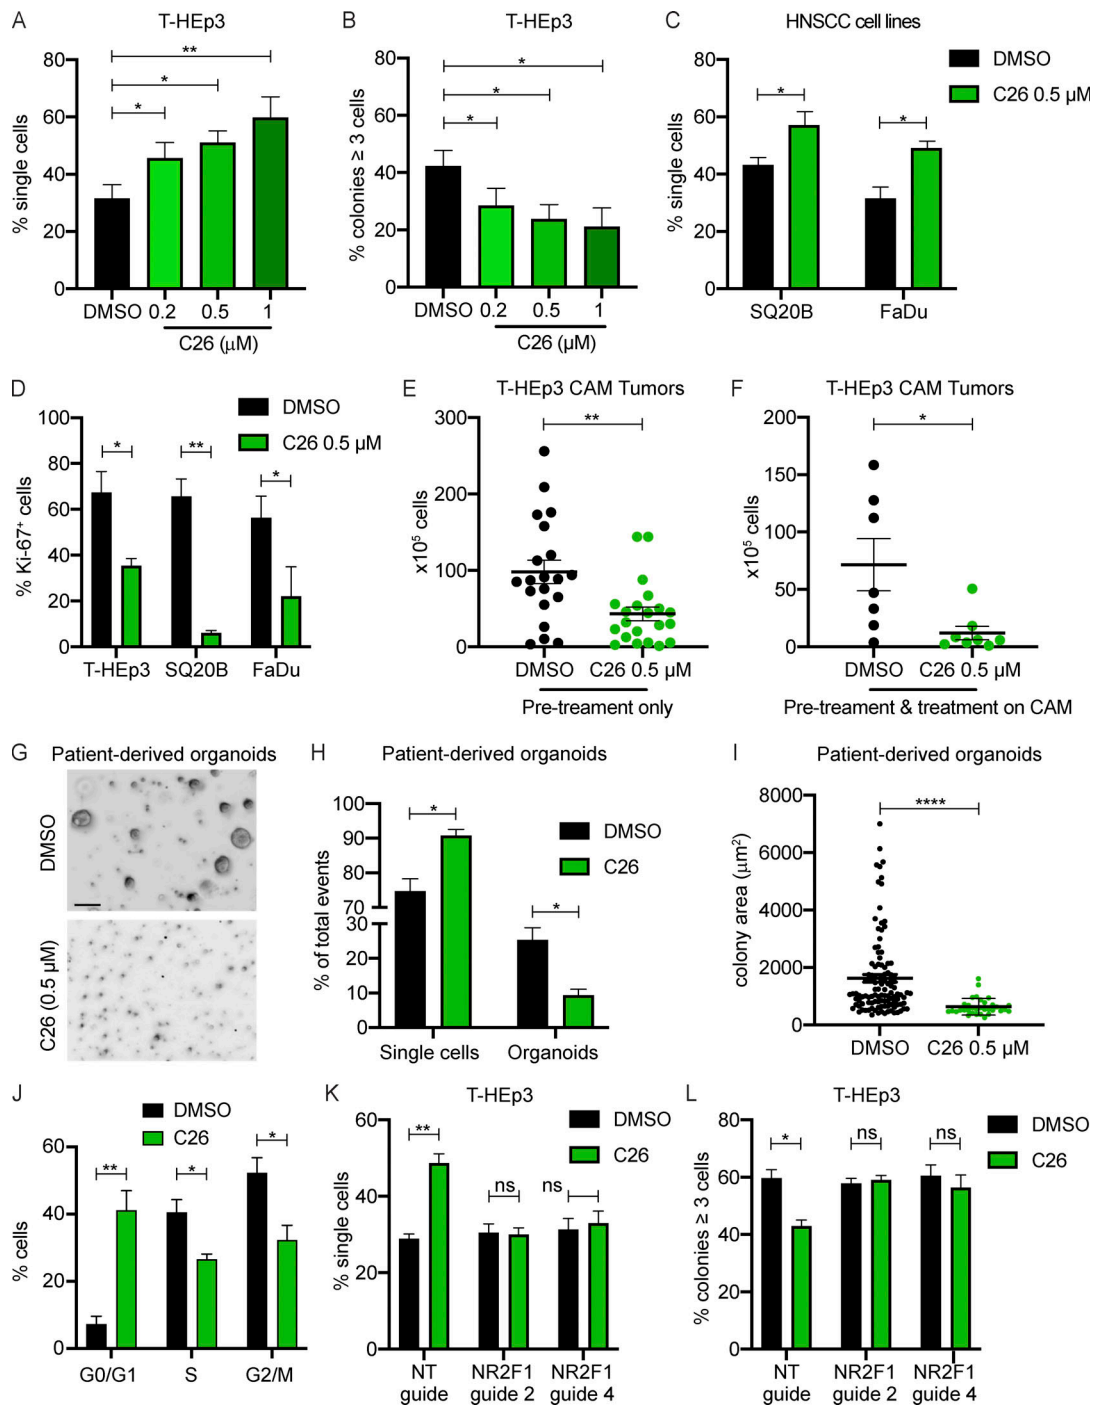 A T-HEp3
80
60
40
20
0
% single cells
**
*
*
DMSO 0.2 0.5 1
C26 (μM)
B T-HEp3
80
60
40
20
0
% colonies ≥ 3 cells
*
*
*
DMSO 0.2 0.5 1
C26 (μM)
C HNSCC cell lines
80
60
40
20
0
% single cells
DMSO
C26 0.5 μM
* *
SQ20B FaDu
D
DMSO
C26 0.5 μM
100
80
60
40
20
0
% Ki-67⁺ cells
* ** *
T-HEp3 SQ20B FaDu
E T-HEp3 CAM Tumors
300
200
100
0
x10⁵ cells
**
DMSO C26 0.5 μM
Pre-treament only
F T-HEp3 CAM Tumors
200
150
100
50
0
x10⁵ cells
*
DMSO C26 0.5 μM
Pre-treament & treatment on CAM
G Patient-derived organoids
DMSO
C26 (0.5 μM)
H Patient-derived organoids
100
90
80
70
30
20
10
0
% of total events
DMSO
C26
* *
Single cells Organoids
I Patient-derived organoids
8000
6000
4000
2000
0
colony area (μm²)
****
DMSO C26 0.5 μM
J
DMSO
C26
60
40
20
0
% cells
** * *
G0/G1 S G2/M
K T-HEp3
60
40
20
0
% single cells
DMSO
C26
** ns ns
NT NR2F1 NR2F1
guide guide 2 guide 4
L T-HEp3
80
60
40
20
0
% colonies ≥ 3 cells
DMSO
C26
* ns ns
NT NR2F1 NR2F1
guide guide 2 guide 4